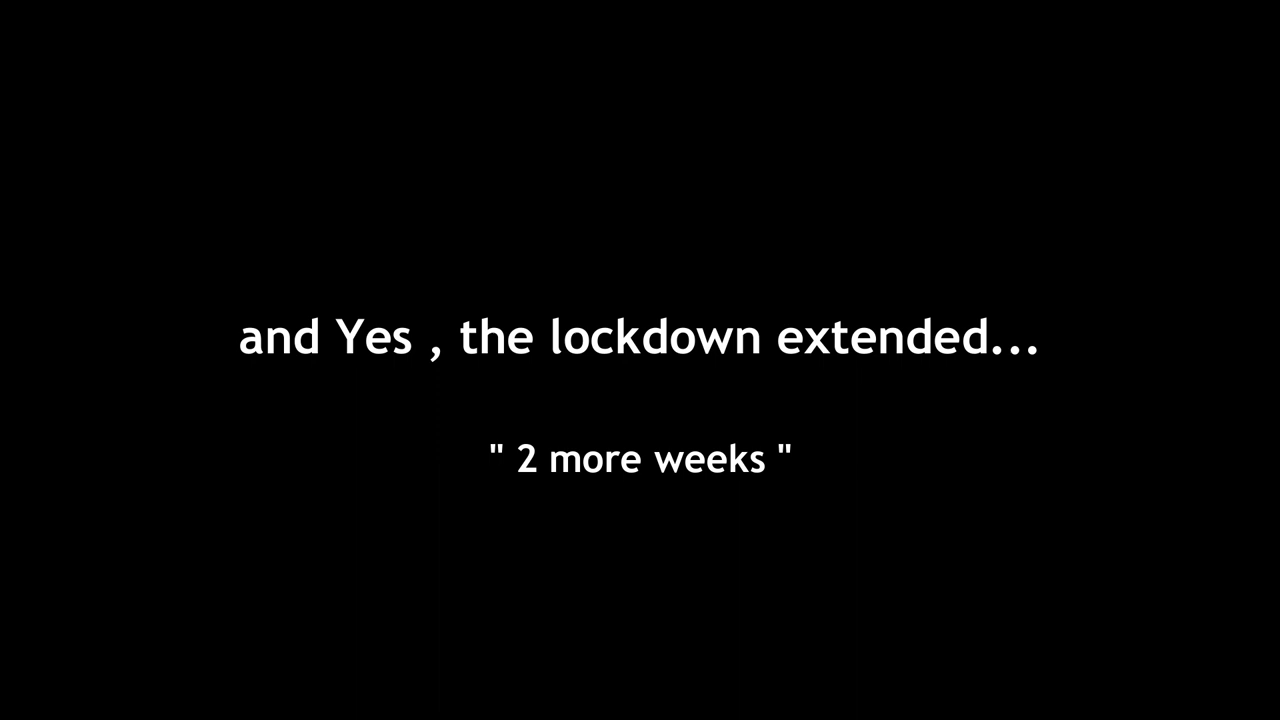 and Yes , the lockdown extended...
" 2 more weeks "